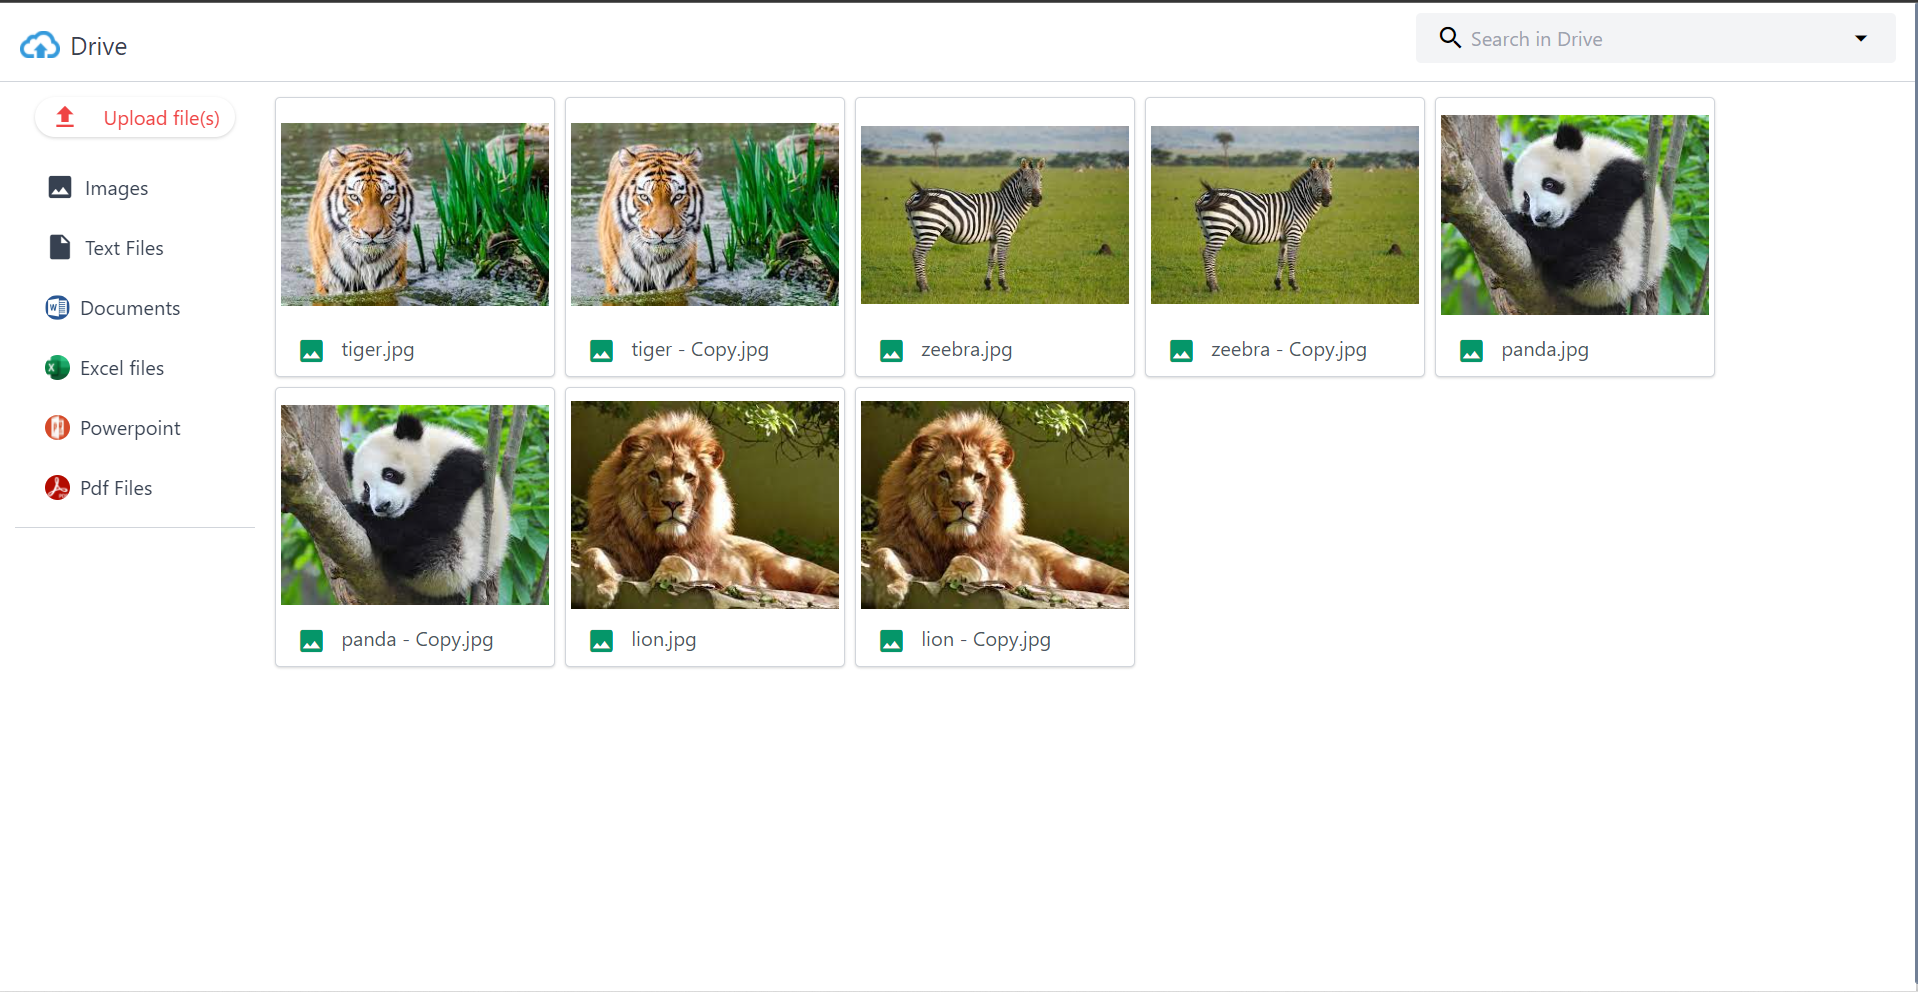 Drive
Search in Drive
Upload file(s)
Images
Text Files
Documents
Excel files
Powerpoint
Pdf Files
tiger.jpg
tiger - Copy.jpg
zeebra.jpg
zeebra - Copy.jpg
panda.jpg
panda - Copy.jpg
lion.jpg
lion - Copy.jpg